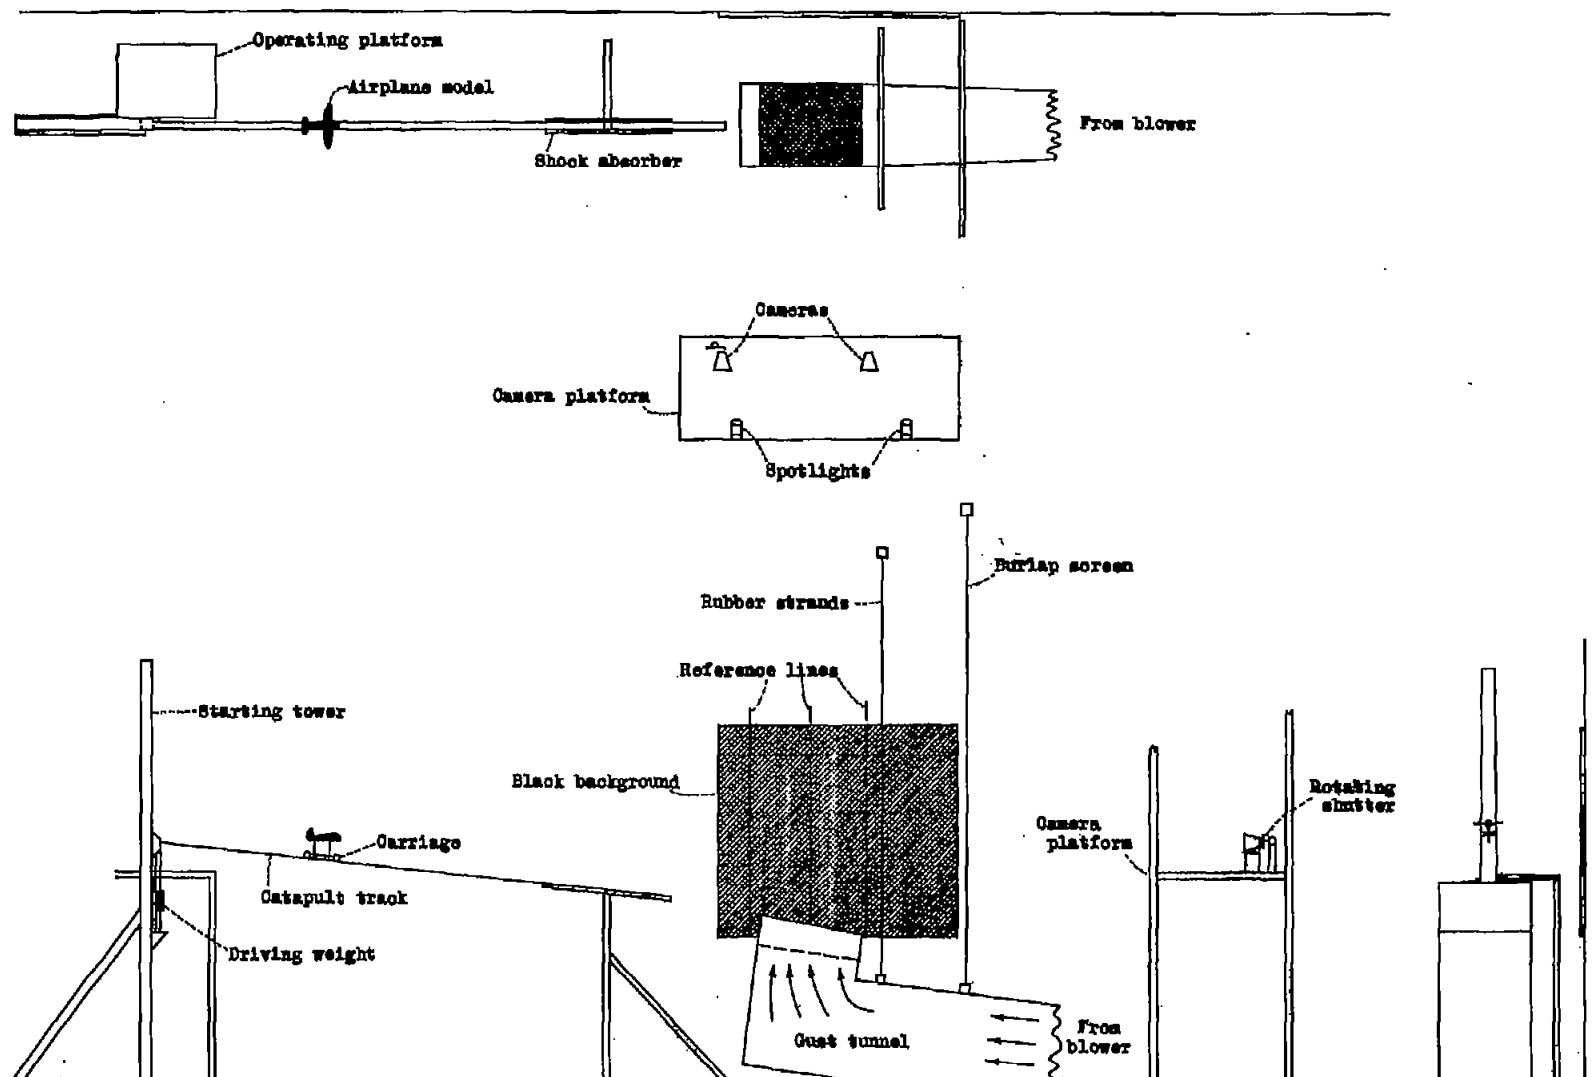 Operating platform
Airplane model
From blower
Shock absorber
Cameras
Camera platform
Spotlights
Burlap screen
Rubber strands
Reference lines
Starting tower
Black background
Rotating
shutter
Camera
platform
Carriage
Catapult track
Driving weight
Gust tunnel
From
blower